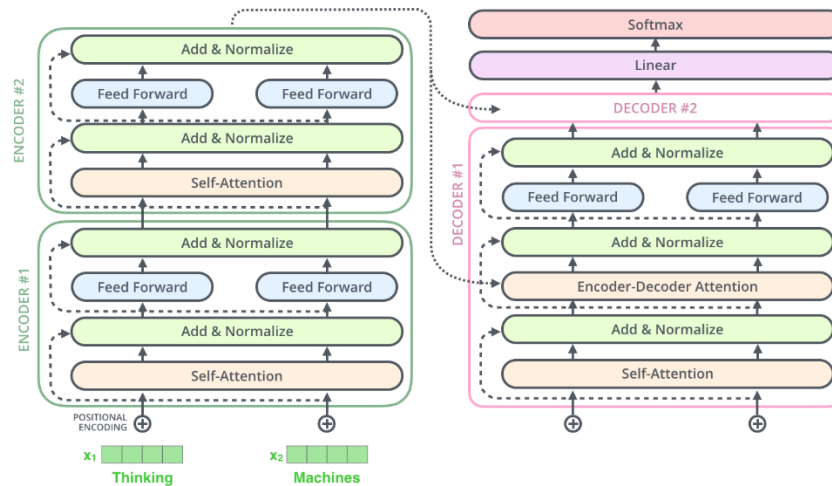 ENCODER #2
Add & Normalize
Feed Forward Feed Forward
Add & Normalize
Self-Attention
ENCODER #1
Add & Normalize
Feed Forward Feed Forward
Add & Normalize
Self-Attention
POSITIONAL
ENCODING
x₁ x₂
Thinking Machines
Softmax
Linear
DECODER #2
DECODER #1
Add & Normalize
Feed Forward Feed Forward
Add & Normalize
Encoder-Decoder Attention
Add & Normalize
Self-Attention